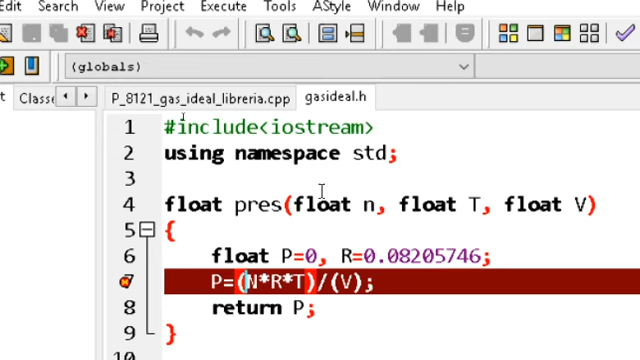 Edit Search View Project Execute Tools AStyle Window Help
(globals)
Classe P_8121_gas_ideal_libreria.cpp gasideal.h
1 #include<iostream>
2 using namespace std;
3
4 float pres(float n, float T, float V)
5 {
6 float P=0, R=0.08205746;
7 P=(N*R*T)/(V);
8 return P;
9 }
10